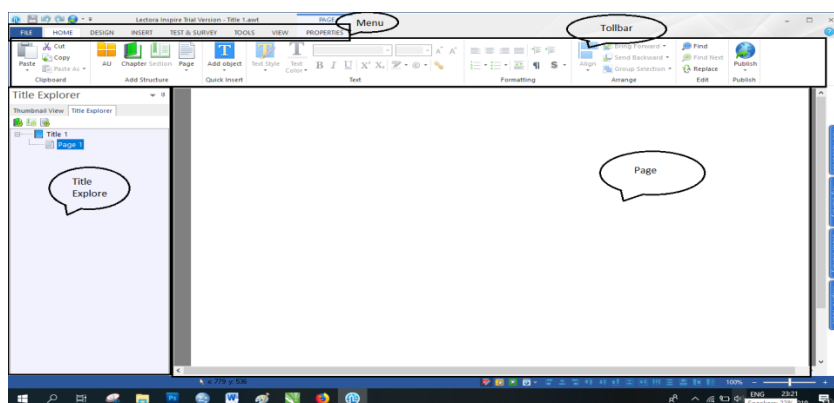 Lectora Inspire Trial Version - Title 1.awt
PAGE
Menu
Tollbar
FILE HOME DESIGN INSERT TEST & SURVEY TOOLS VIEW PROPERTIES
Cut
Copy
Paste As
Paste
AU Chapter Section Page
Add object
Text Style Text Color
B I U X² X₂
¶ S
Align
Bring Forward
Send Backward
Group Selection
Find
Find Next
Replace
Publish
Clipboard Add Structure Quick Insert Text Formatting Arrange Edit Publish
Title Explorer
Thumbnail View Title Explorer
Title 1
Page 1
Title
Explore
Page
x: 779 y: 536
100%
ENG 23:21